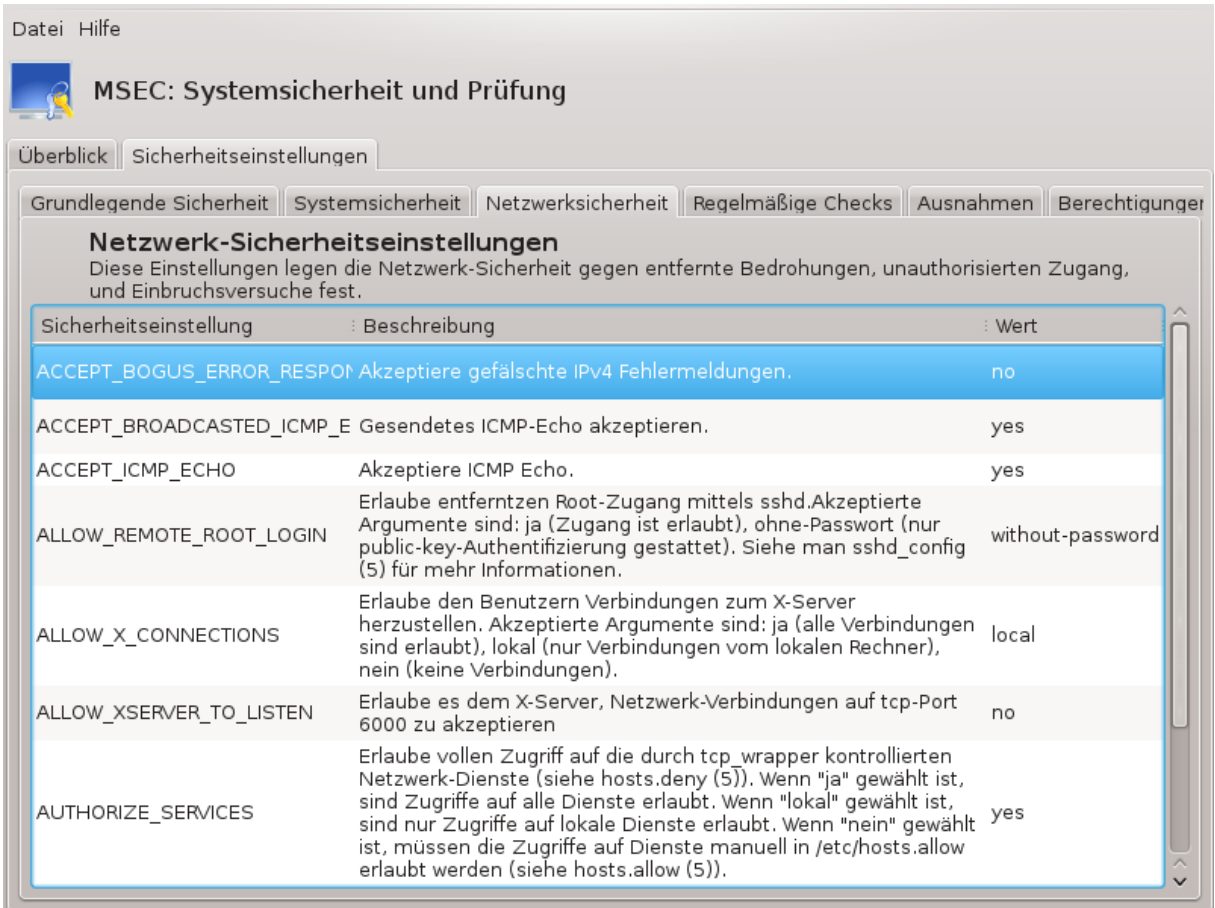 Datei Hilfe
MSEC: Systemsicherheit und Prüfung
Überblick Sicherheitseinstellungen
Grundlegende Sicherheit Systemsicherheit Netzwerksicherheit Regelmäßige Checks Ausnahmen Berechtigungen
Netzwerk-Sicherheitseinstellungen
Diese Einstellungen legen die Netzwerk-Sicherheit gegen entfernte Bedrohungen, unauthorisierten Zugang,
und Einbruchsversuche fest.
Sicherheitseinstellung Beschreibung Wert
ACCEPT_BOGUS_ERROR_RESPON Akzeptiere gefälschte IPv4 Fehlermeldungen. no
ACCEPT_BROADCASTED_ICMP_E Gesendetes ICMP-Echo akzeptieren. yes
ACCEPT_ICMP_ECHO Akzeptiere ICMP Echo. yes
ALLOW_REMOTE_ROOT_LOGIN
Erlaube entferntzen Root-Zugang mittels sshd.Akzeptierte
Argumente sind: ja (Zugang ist erlaubt), ohne-Passwort (nur
public-key-Authentifizierung gestattet). Siehe man sshd_config
(5) für mehr Informationen.
without-password
ALLOW_X_CONNECTIONS
Erlaube den Benutzern Verbindungen zum X-Server
herzustellen. Akzeptierte Argumente sind: ja (alle Verbindungen
sind erlaubt), lokal (nur Verbindungen vom lokalen Rechner),
nein (keine Verbindungen).
local
ALLOW_XSERVER_TO_LISTEN
Erlaube es dem X-Server, Netzwerk-Verbindungen auf tcp-Port
6000 zu akzeptieren
no
AUTHORIZE_SERVICES
Erlaube vollen Zugriff auf die durch tcp_wrapper kontrollierten
Netzwerk-Dienste (siehe hosts.deny (5)). Wenn "ja" gewählt ist,
sind Zugriffe auf alle Dienste erlaubt. Wenn "lokal" gewählt ist,
sind nur Zugriffe auf lokale Dienste erlaubt. Wenn "nein" gewählt
ist, müssen die Zugriffe auf Dienste manuell in /etc/hosts.allow
erlaubt werden (siehe hosts.allow (5)).
yes